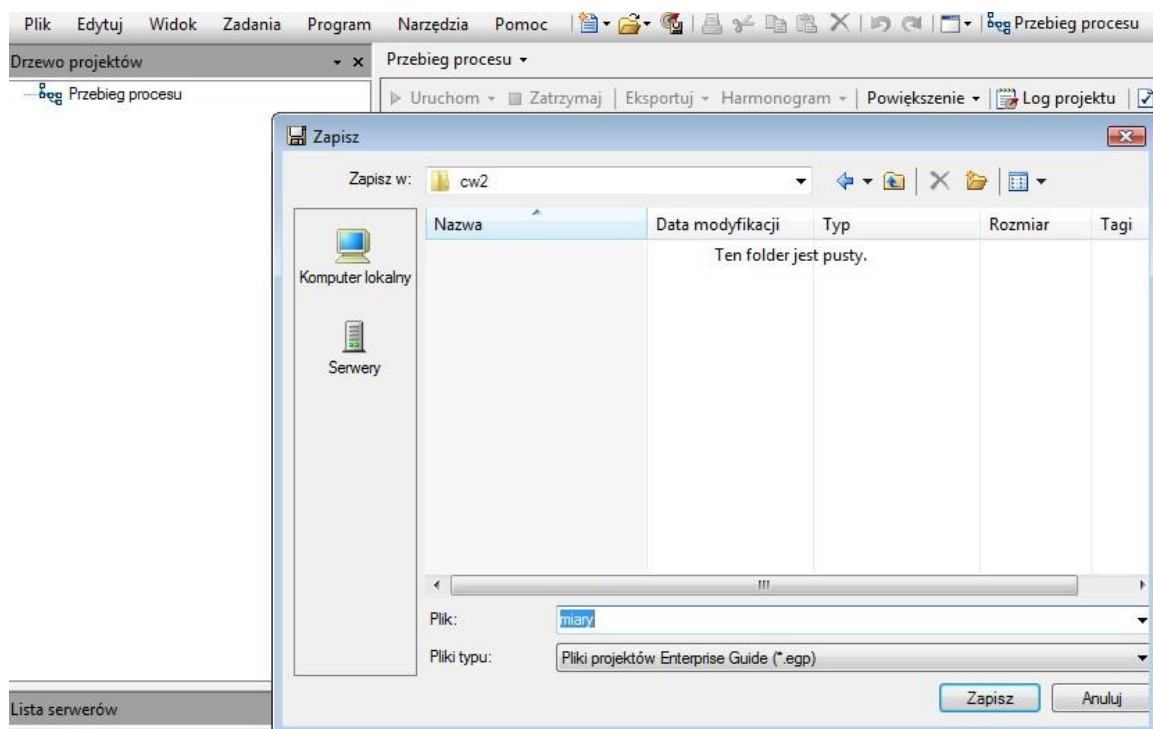 Plik Edytuj Widok Zadania Program Narzędzia Pomoc Przebieg procesu
Drzewo projektów Przebieg procesu
Przebieg procesu Uruchom Zatrzymaj Eksportuj Harmonogram Powiększenie Log projektu
Zapisz
Zapisz w: cw2
Nazwa Data modyfikacji Typ Rozmiar Tagi
Ten folder jest pusty.
Komputer lokalny
Serwery
Plik: miary
Pliki typu: Pliki projektów Enterprise Guide (*.egp)
Zapisz Anuluj
Lista serwerów